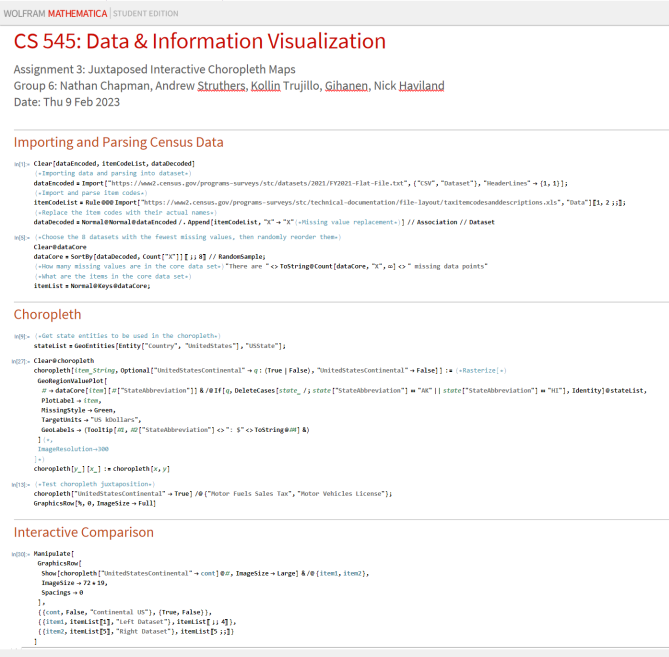 WOLFRAM MATHEMATICA | STUDENT EDITION
CS 545: Data & Information Visualization
Assignment 3: Juxtaposed Interactive Choropleth Maps
Group 6: Nathan Chapman, Andrew Struthers, Kollin Trujillo, Gihanen, Nick Haviland
Date: Thu 9 Feb 2023
Importing and Parsing Census Data
In[1]:= Clear[dataEncoded, itemCodeList, dataDecoded]
(*Importing data and parsing into dataset*)
dataEncoded = Import["https://www2.census.gov/programs-surveys/stc/datasets/2021/FY2021-Flat-File.txt", {"CSV", "Dataset"}, "HeaderLines" → {1, 1}];
(*Import and parse item codes*)
itemCodeList = Rule@@@Import["https://www2.census.gov/programs-surveys/stc/technical-documentation/file-layout/taxitemcodesanddescriptions.xls", "Data"]〚1, 2 ;;〛;
(*Replace the item codes with their actual names*)
dataDecoded = Normal@Normal@dataEncoded /. Append[itemCodeList, "X" → "X"(*Missing value replacement*)] // Association // Dataset
In[5]:= (*Choose the 8 datasets with the fewest missing values, then randomly reorder them*)
Clear@dataCore
dataCore = SortBy[dataDecoded, Count["X"]]〚 ;; 8〛 // RandomSample;
(*How many missing values are in the core data set*)"There are " <> ToString@Count[dataCore, "X", ∞] <> " missing data points"
(*What are the items in the core data set*)
itemList = Normal@Keys@dataCore;
Choropleth
In[9]:= (*Get state entities to be used in the choropleth*)
stateList = GeoEntities[Entity["Country", "UnitedStates"], "USState"];
In[27]:= Clear@choropleth
choropleth[item_String, Optional["UnitedStatesContinental" → q : (True | False), "UnitedStatesContinental" → False]] := (*Rasterize[*)
GeoRegionValuePlot[
# → dataCore[item][#["StateAbbreviation"]] & /@ If[q, DeleteCases[state_ /; state["StateAbbreviation"] == "AK" || state["StateAbbreviation"] == "HI"], Identity]@stateList,
PlotLabel → item,
MissingStyle → Green,
TargetUnits → "US kDollars",
GeoLabels → (Tooltip[#1, #2["StateAbbreviation"] <> ": $" <> ToString@#4] &)
] (*,
ImageResolution→300
]*)
choropleth[y_][x_] := choropleth[x, y]
In[13]:= (*Test choropleth juxtaposition*)
choropleth["UnitedStatesContinental" → True] /@ {"Motor Fuels Sales Tax", "Motor Vehicles License"};
GraphicsRow[%, 0, ImageSize → Full]
Interactive Comparison
In[30]:= Manipulate[
GraphicsRow[
Show[choropleth["UnitedStatesContinental" → cont]@#, ImageSize → Large] & /@ {item1, item2},
ImageSize → 72 * 19,
Spacings → 0
],
{{cont, False, "Continental US"}, {True, False}},
{{item1, itemList〚1〛, "Left Dataset"}, itemList〚 ;; 4〛},
{{item2, itemList〚5〛, "Right Dataset"}, itemList〚5 ;;〛}
]